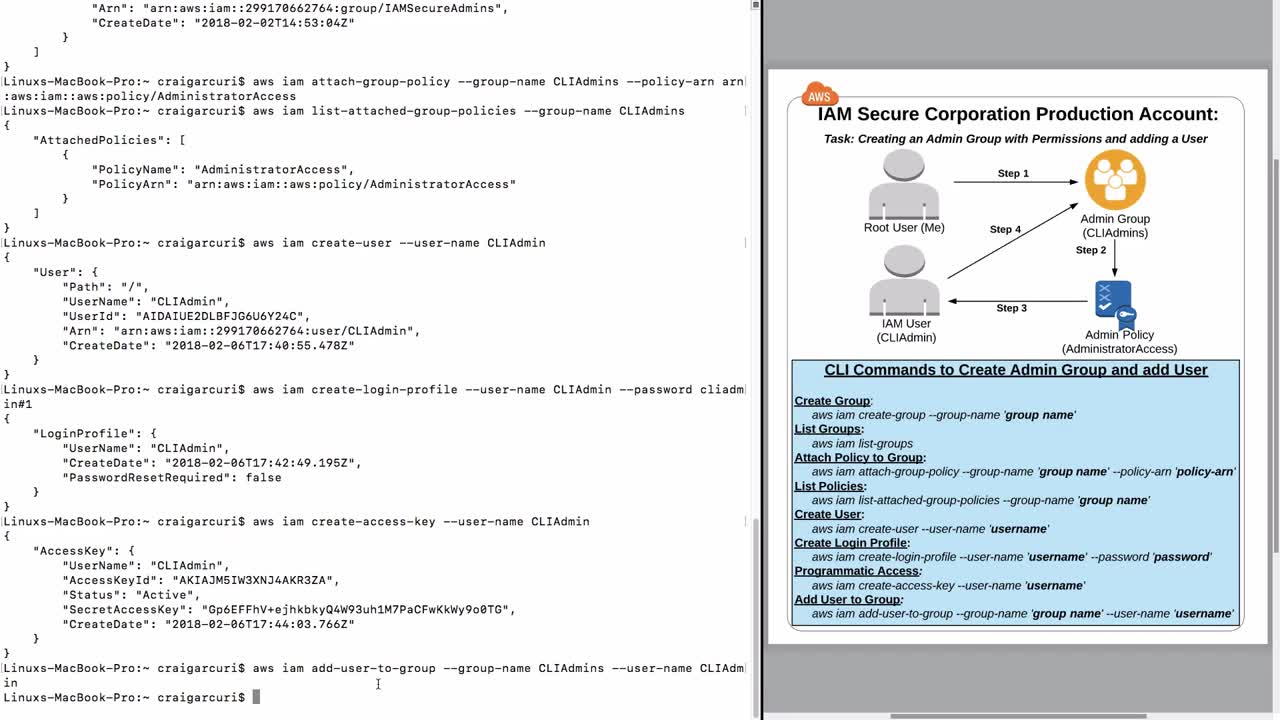 "Arn": "arn:aws:iam::299170662764:group/IAMSecureAdmins",
"CreateDate": "2018-02-02T14:53:04Z"
}
]
}
Linuxs-MacBook-Pro:~ craigarcuri$ aws iam attach-group-policy --group-name CLIAdmins --policy-arn arn
:aws:iam::aws:policy/AdministratorAccess
Linuxs-MacBook-Pro:~ craigarcuri$ aws iam list-attached-group-policies --group-name CLIAdmins
{
"AttachedPolicies": [
{
"PolicyName": "AdministratorAccess",
"PolicyArn": "arn:aws:iam::aws:policy/AdministratorAccess"
}
]
}
Linuxs-MacBook-Pro:~ craigarcuri$ aws iam create-user --user-name CLIAdmin
{
"User": {
"Path": "/",
"UserName": "CLIAdmin",
"UserId": "AIDAIUE2DLBFJG6U6Y24C",
"Arn": "arn:aws:iam::299170662764:user/CLIAdmin",
"CreateDate": "2018-02-06T17:40:55.478Z"
}
}
Linuxs-MacBook-Pro:~ craigarcuri$ aws iam create-login-profile --user-name CLIAdmin --password cliadm
in#1
{
"LoginProfile": {
"UserName": "CLIAdmin",
"CreateDate": "2018-02-06T17:42:49.195Z",
"PasswordResetRequired": false
}
}
Linuxs-MacBook-Pro:~ craigarcuri$ aws iam create-access-key --user-name CLIAdmin
{
"AccessKey": {
"UserName": "CLIAdmin",
"AccessKeyId": "AKIAJM5IW3XNJ4AKR3ZA",
"Status": "Active",
"SecretAccessKey": "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",
"CreateDate": "2018-02-06T17:44:03.766Z"
}
}
Linuxs-MacBook-Pro:~ craigarcuri$ aws iam add-user-to-group --group-name CLIAdmins --user-name CLIAdm
in
Linuxs-MacBook-Pro:~ craigarcuri$
AWS
IAM Secure Corporation Production Account:
Task: Creating an Admin Group with Permissions and adding a User
Step 1
Root User (Me)
Admin Group
(CLIAdmins)
Step 4
Step 2
Step 3
IAM User
(CLIAdmin)
Admin Policy
(AdministratorAccess)
CLI Commands to Create Admin Group and add User
Create Group:
aws iam create-group --group-name 'group name'
List Groups:
aws iam list-groups
Attach Policy to Group:
aws iam attach-group-policy --group-name 'group name' --policy-arn 'policy-arn'
List Policies:
aws iam list-attached-group-policies --group-name 'group name'
Create User:
aws iam create-user --user-name 'username'
Create Login Profile:
aws iam create-login-profile --user-name 'username' --password 'password'
Programmatic Access:
aws iam create-access-key --user-name 'username'
Add User to Group:
aws iam add-user-to-group --group-name 'group name' --user-name 'username'